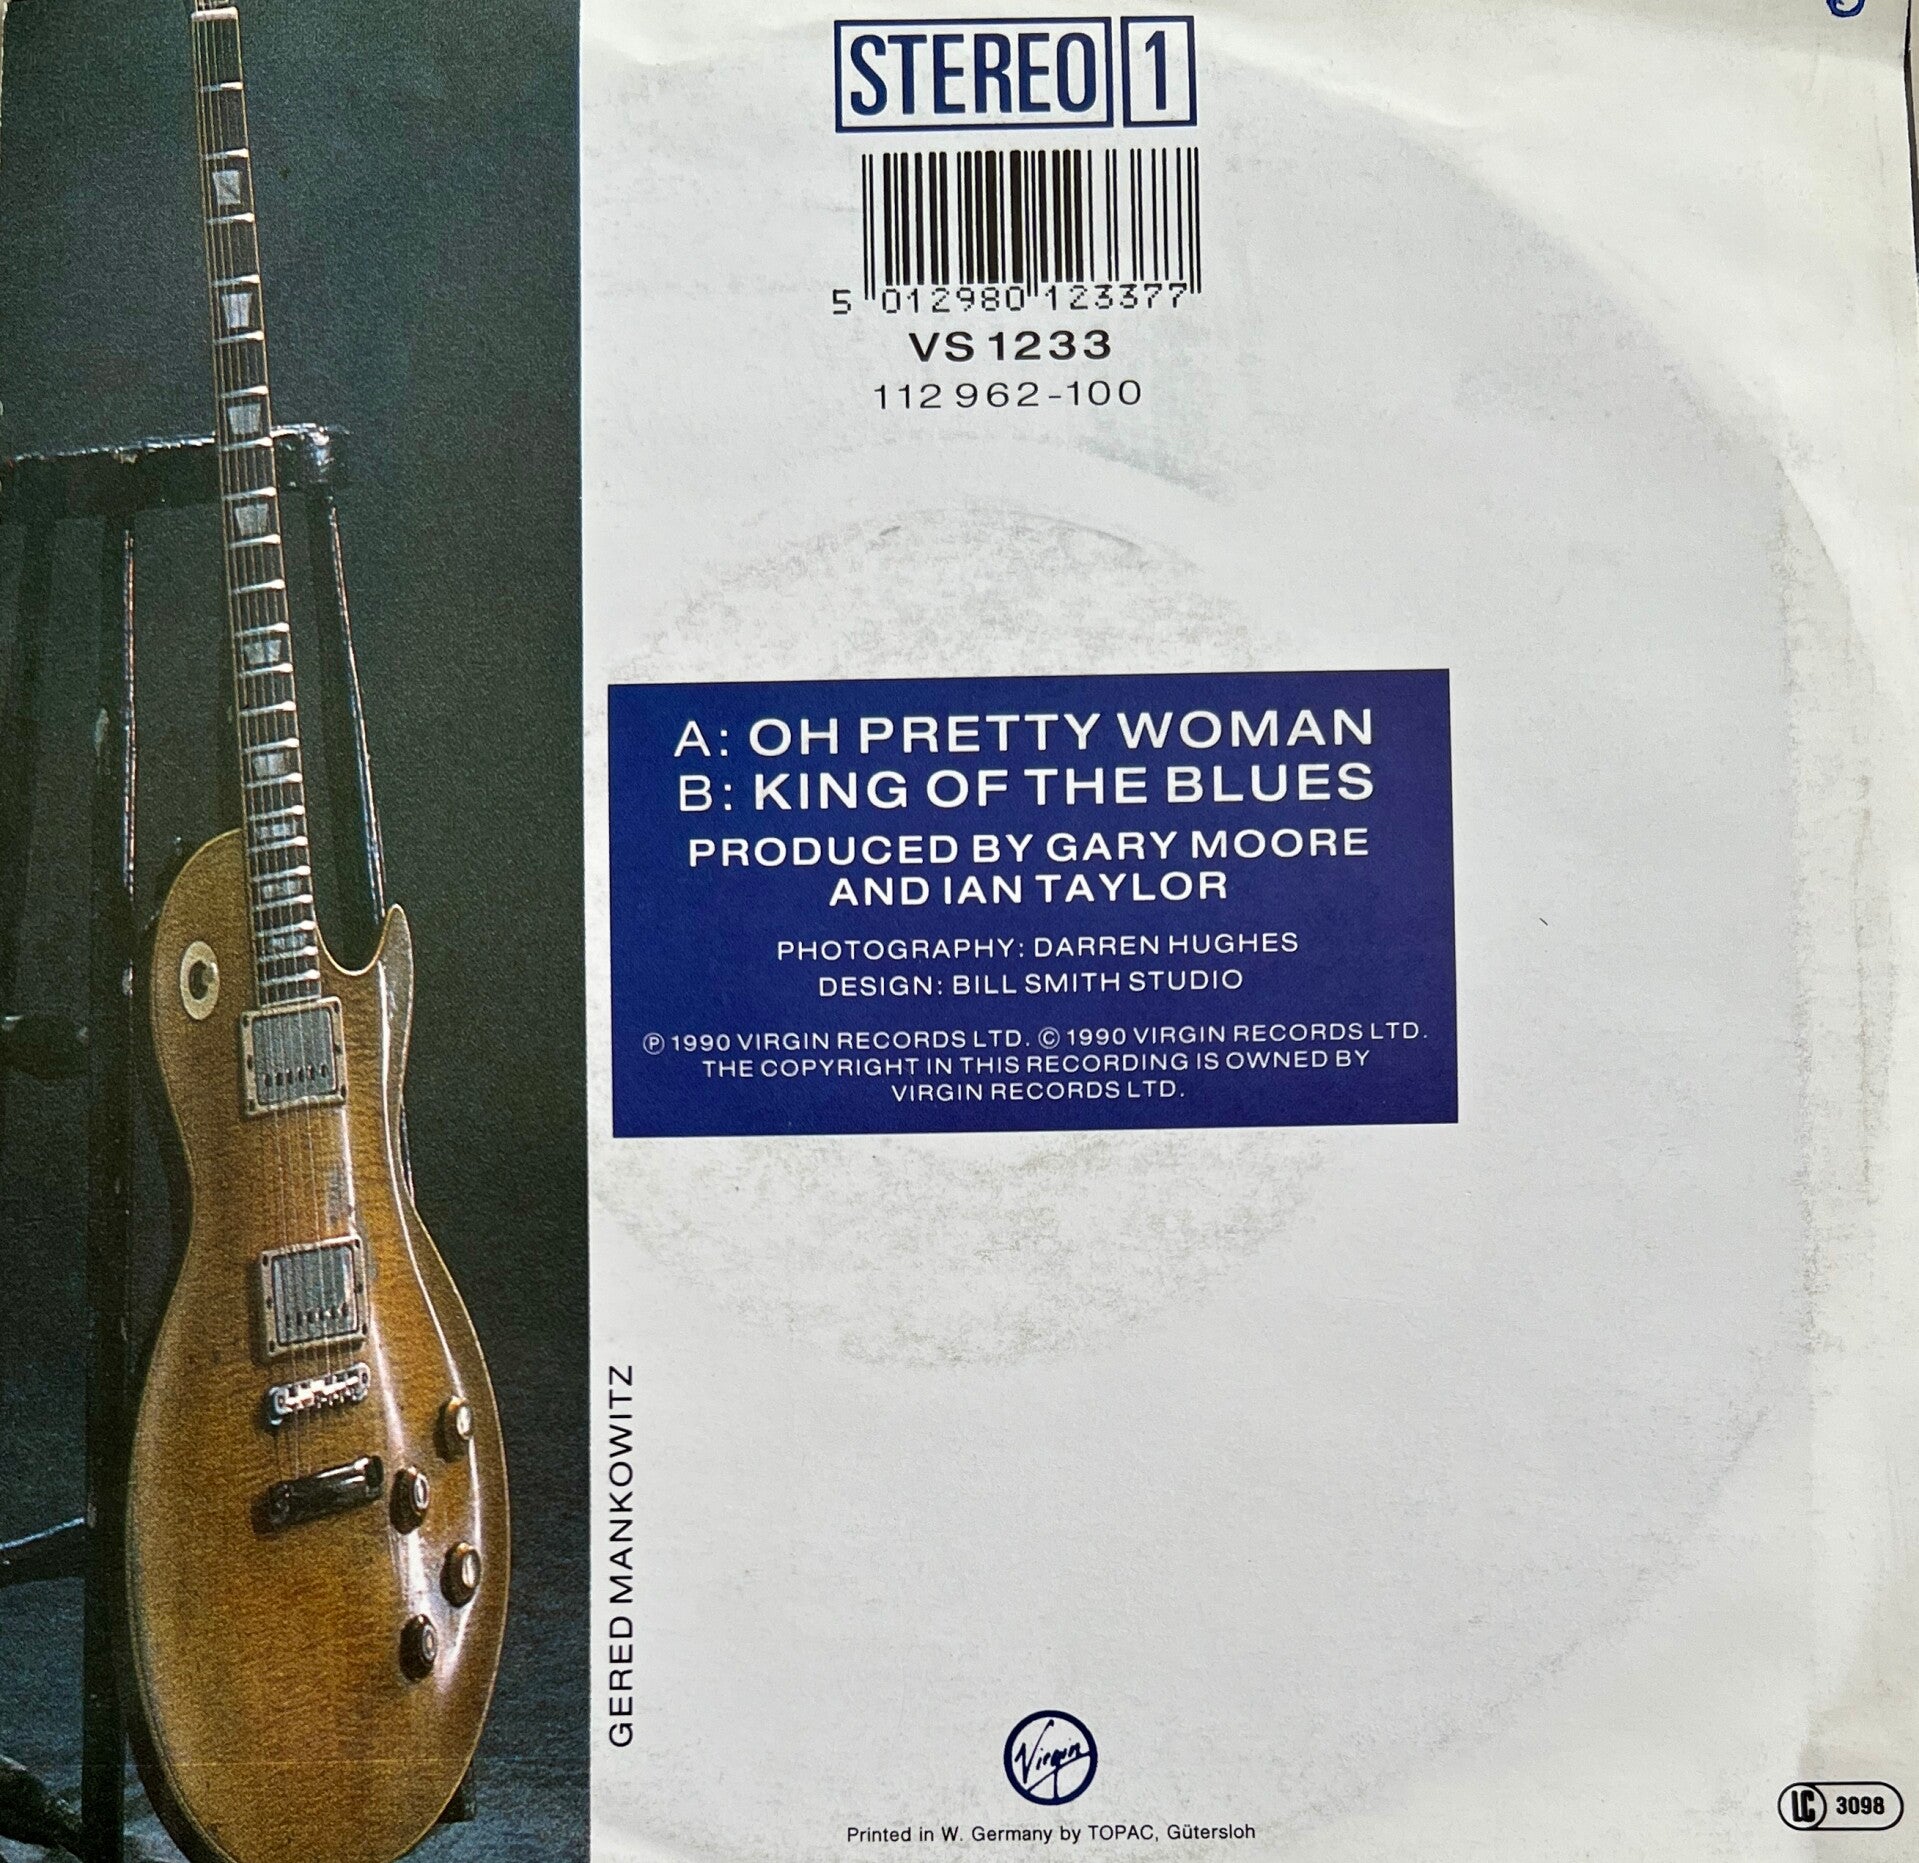 STEREO 1
5 012980 123377
VS 1233
112 962-100
A: OH PRETTY WOMAN
B: KING OF THE BLUES
PRODUCED BY GARY MOORE
AND IAN TAYLOR
PHOTOGRAPHY: DARREN HUGHES
DESIGN: BILL SMITH STUDIO
℗ 1990 VIRGIN RECORDS LTD. © 1990 VIRGIN RECORDS LTD.
THE COPYRIGHT IN THIS RECORDING IS OWNED BY
VIRGIN RECORDS LTD.
GERED MANKOWITZ
Virgin
Printed in W. Germany by TOPAC, Gütersloh
LC 3098